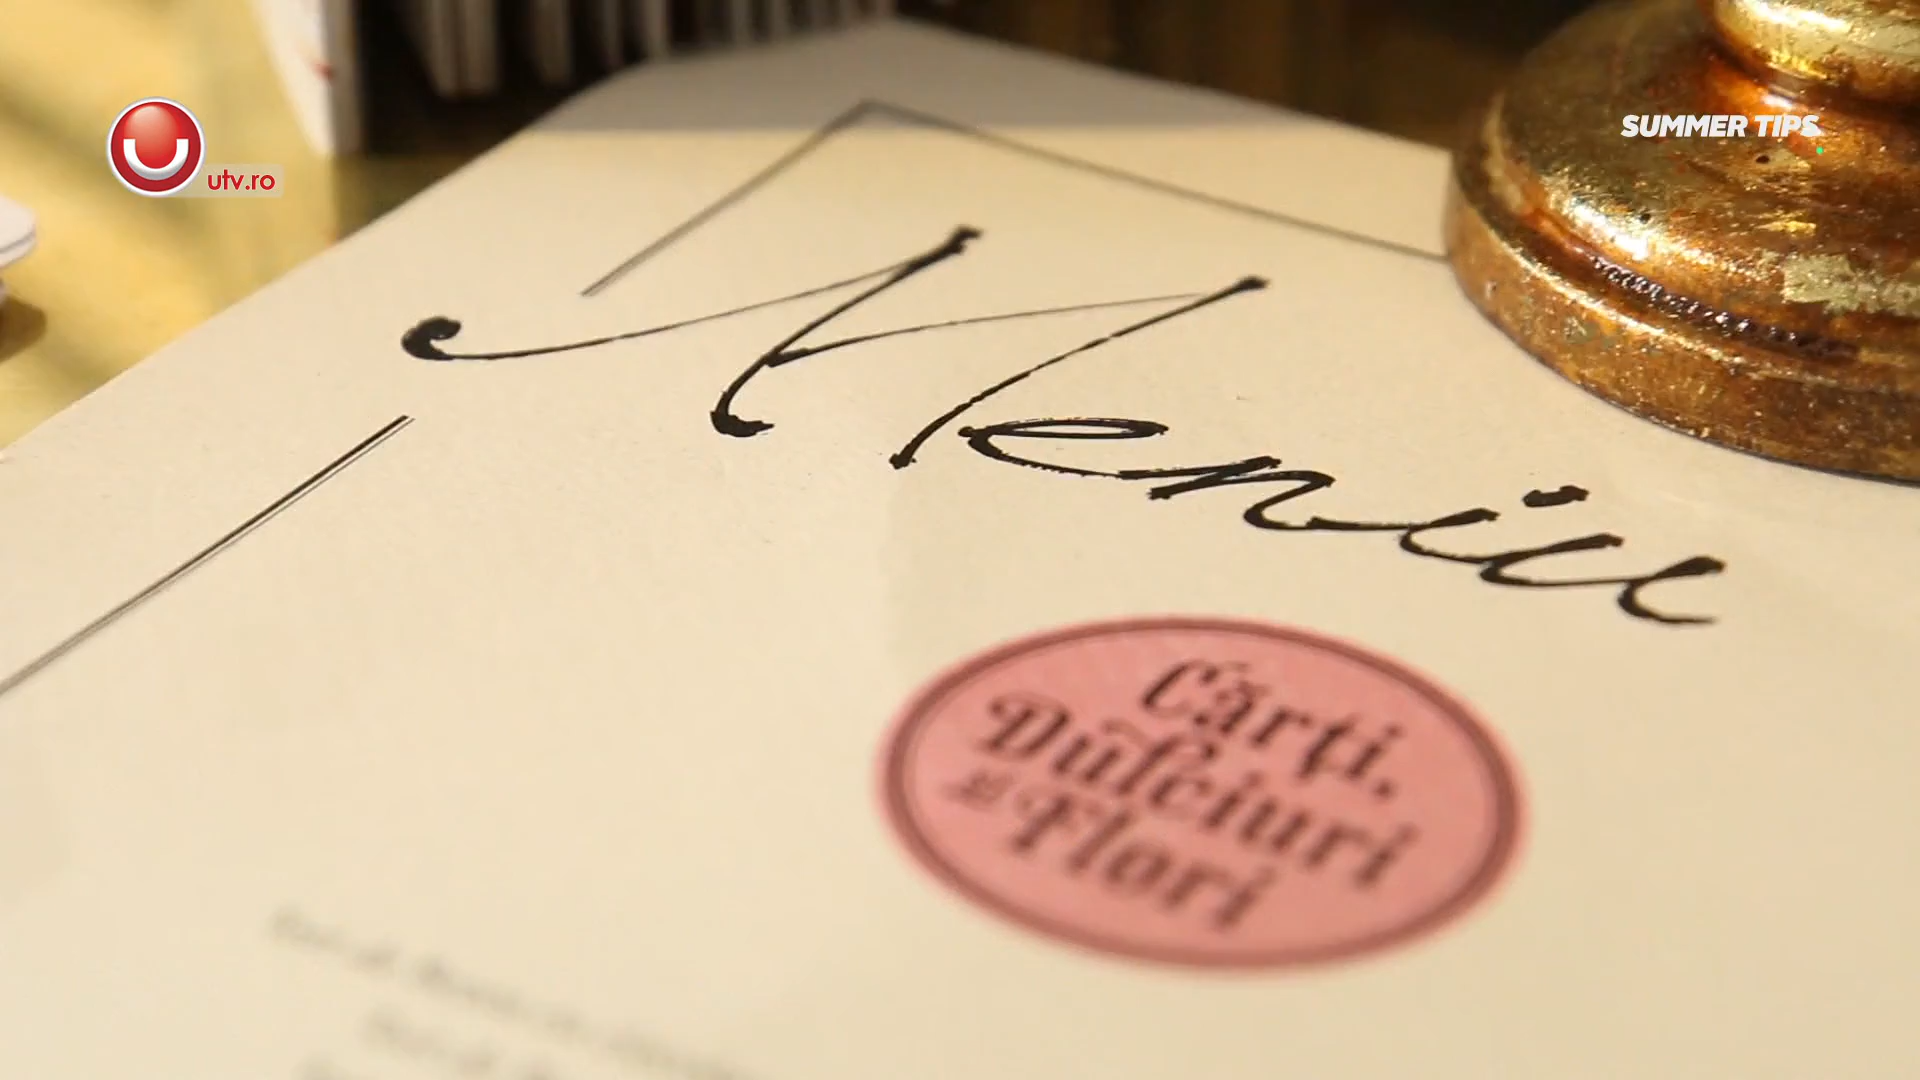 utv.ro
SUMMER TIPS
Meniu
Cărți,
Dulciuri
și Flori